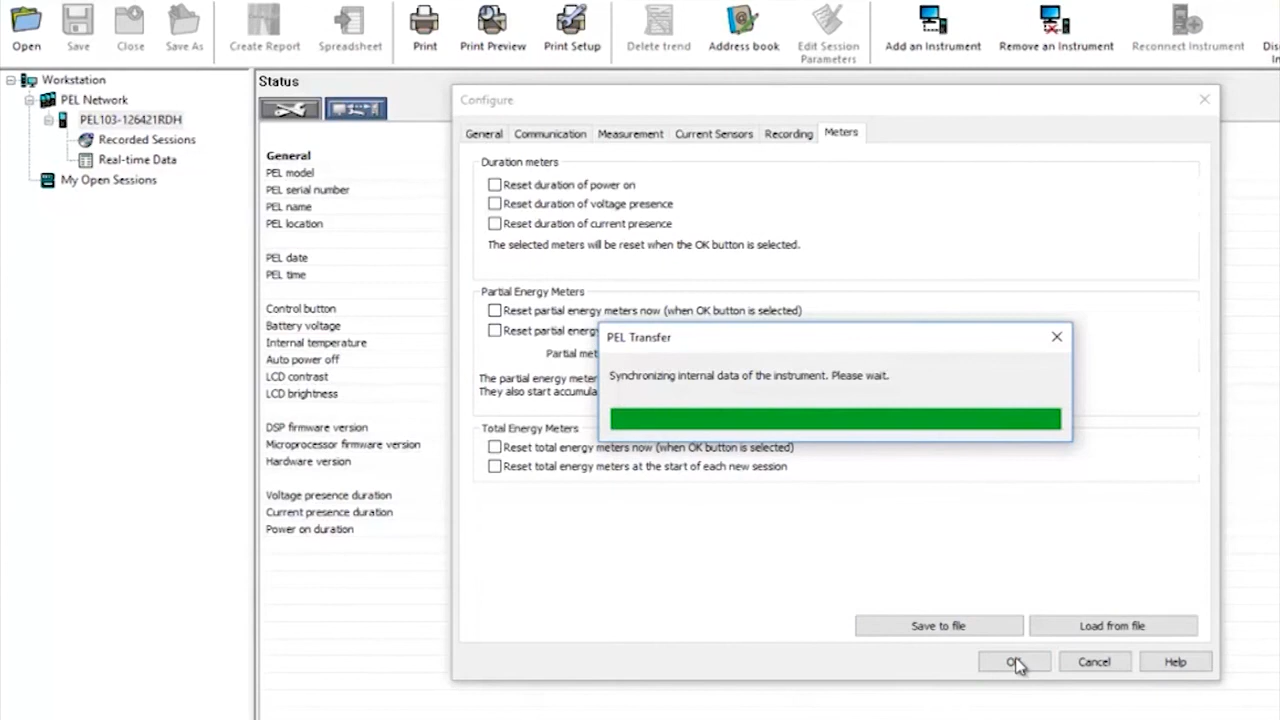 Open Save Close Save As Create Report Spreadsheet Print Print Preview Print Setup Delete trend Address book Edit Session Parameters Add an Instrument Remove an Instrument Reconnect Instrument
Workstation
PEL Network
PEL103-126421RDH
Recorded Sessions
Real-time Data
My Open Sessions
Status
General
PEL model
PEL serial number
PEL name
PEL location
PEL date
PEL time
Control button
Battery voltage
Internal temperature
Auto power off
LCD contrast
LCD brightness
DSP firmware version
Microprocessor firmware version
Hardware version
Voltage presence duration
Current presence duration
Power on duration
Configure
General Communication Measurement Current Sensors Recording Meters
Duration meters
Reset duration of power on
Reset duration of voltage presence
Reset duration of current presence
The selected meters will be reset when the OK button is selected.
Partial Energy Meters
Reset partial energy meters now (when OK button is selected)
Reset partial energy
Partial
The partial energy
They also start
PEL Transfer
Synchronizing internal data of the instrument. Please wait.
Total Energy Meters
Reset total energy meters now (when OK button is selected)
Reset total energy meters at the start of each new session
Save to file Load from file
Cancel Help